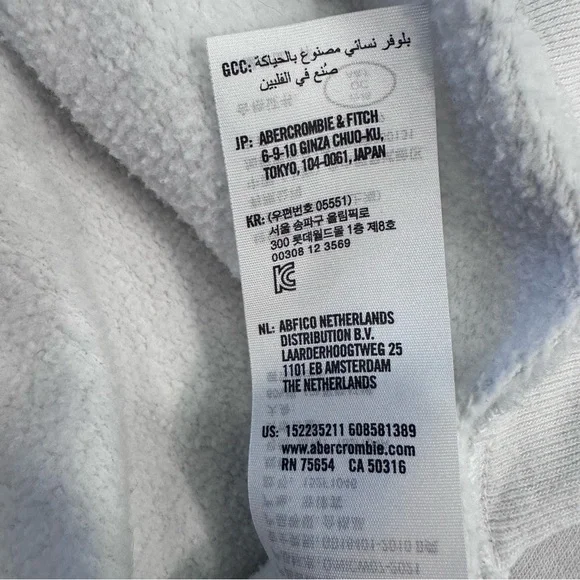 GCC: بلوفر نسائي مصنوع بالحياكة
صُنع في الفلبين
JP: ABERCROMBIE & FITCH
6-9-10 GINZA CHUO-KU,
TOKYO, 104-0061, JAPAN
KR: (우편번호 05551)
서울 송파구 올림픽로
300 롯데월드몰 1층 제8호
00308 12 3569
NL: ABFICO NETHERLANDS
DISTRIBUTION B.V.
LAARDERHOOGTWEG 25
1101 EB AMSTERDAM
THE NETHERLANDS
US: 152235211 608581389
www.abercrombie.com
RN 75654 CA 50316